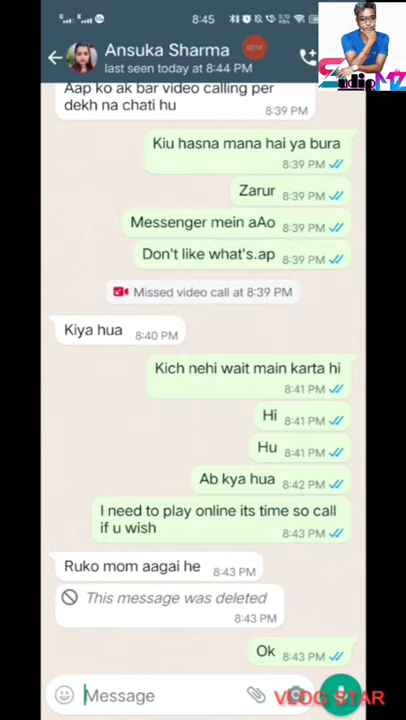 8:45
Ansuka Sharma
02:14
last seen today at 8:44 PM
Aap ko ak bar video calling per
dekh na chati hu
8:39 PM
Kiu hasna mana hai ya bura
8:39 PM
Zarur 8:39 PM
Messenger mein aAo 8:39 PM
Don't like what's.ap 8:39 PM
Missed video call at 8:39 PM
Kiya hua 8:40 PM
Kich nehi wait main karta hi
8:41 PM
Hi 8:41 PM
Hu 8:41 PM
Ab kya hua 8:42 PM
I need to play online its time so call
if u wish 8:43 PM
Ruko mom aagai he 8:43 PM
This message was deleted
8:43 PM
Ok 8:43 PM
Message
VLOG STAR